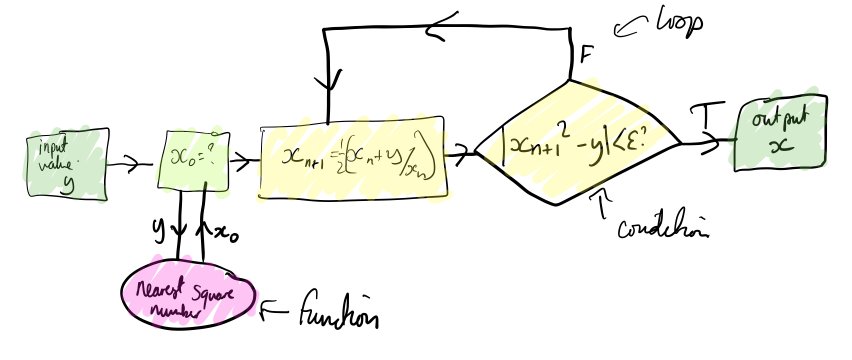 loop
F
input
value:
y
x₀=?
xₙ₊₁=½(xₙ+y/xₙ)
|xₙ₊₁²-y|<ε?
T
output
x
y
x₀
condition
Nearest Square
number
Function